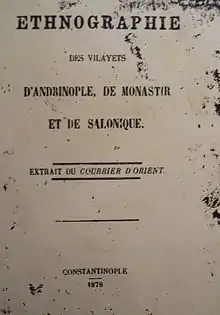 ETHNOGRAPHIE
DES VILAYETS
D'ANDRINOPLE, DE MONASTIR
ET DE SALONIQUE.
EXTRAIT DU COURRIER D'ORIENT.
CONSTANTINOPLE
1878